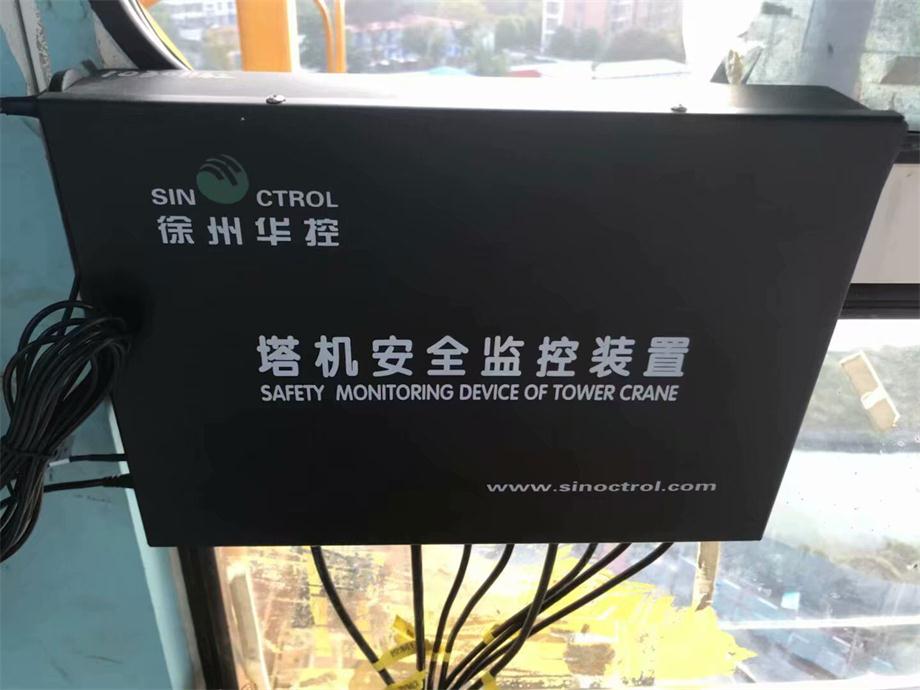 SIN CTROL
徐州华控
塔机安全监控装置
SAFETY MONITORING DEVICE OF TOWER CRANE
www.sinoctrol.com